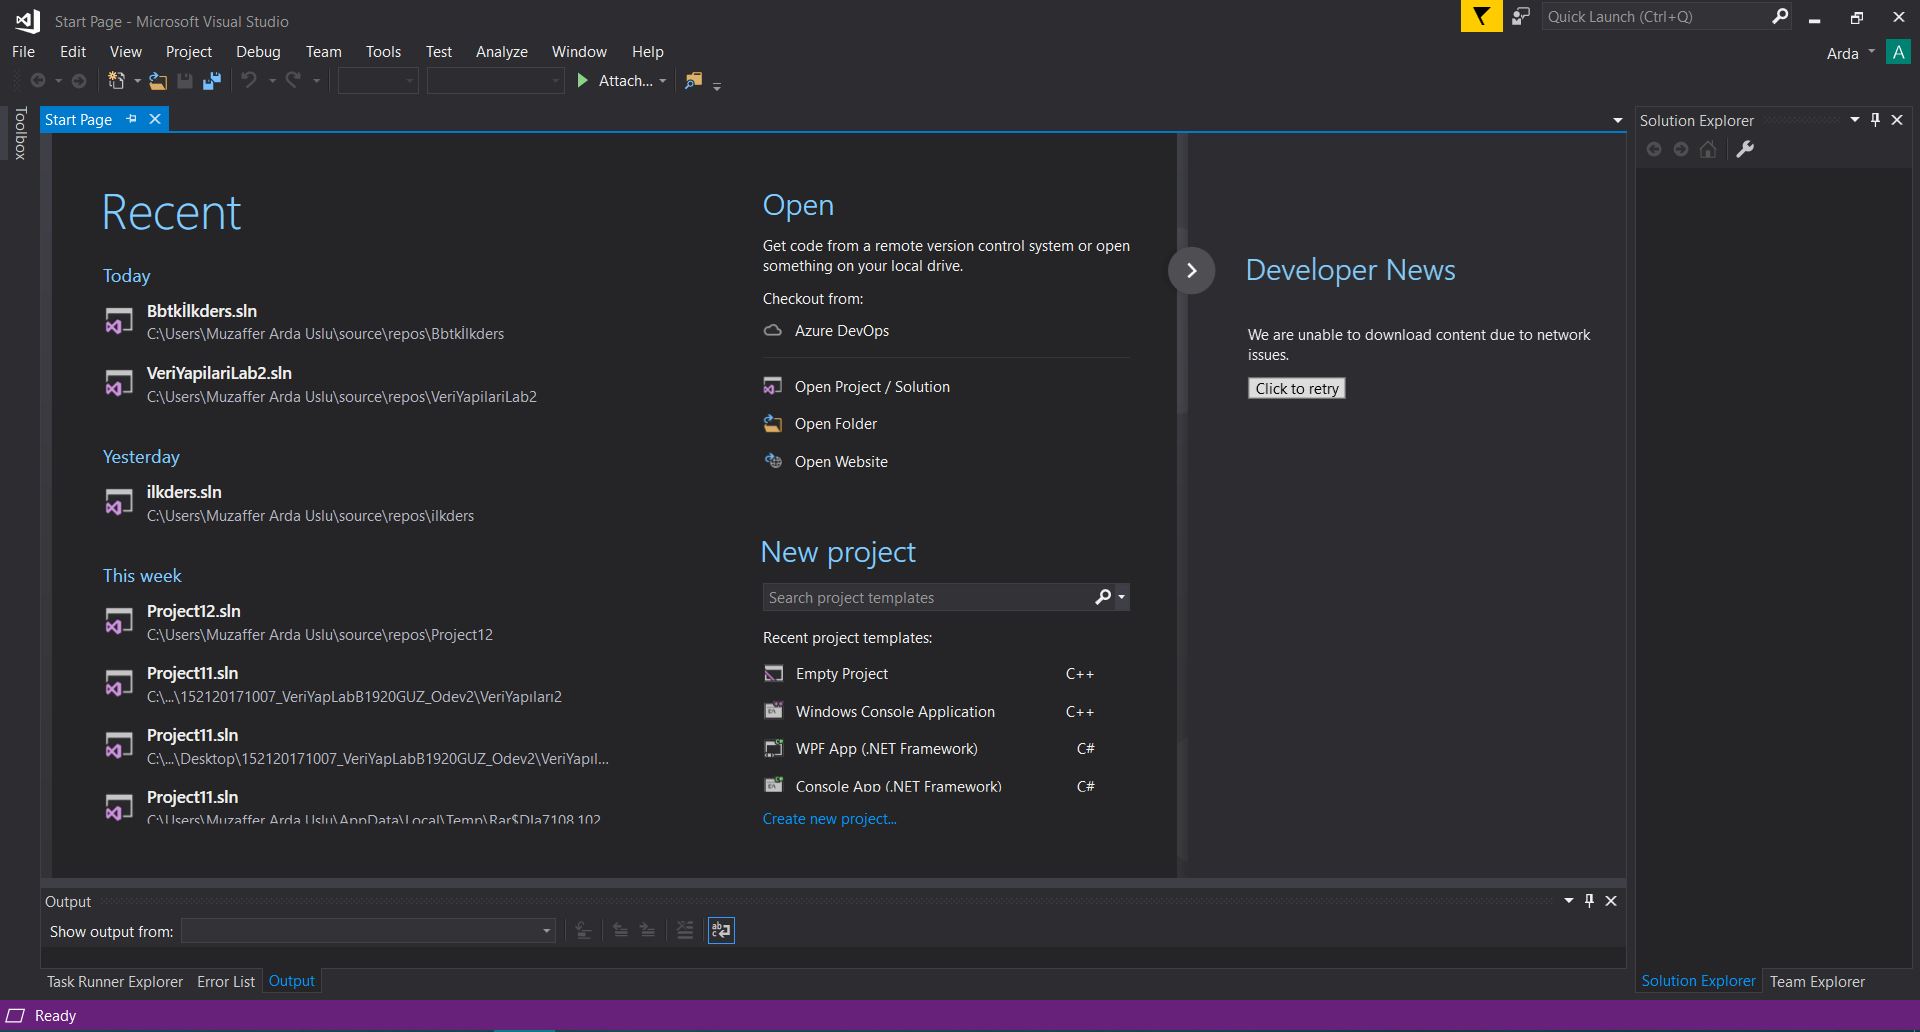 Start Page - Microsoft Visual Studio
Quick Launch (Ctrl+Q)
File Edit View Project Debug Team Tools Test Analyze Window Help
Arda A
Attach...
Toolbox
Start Page
Solution Explorer
Recent
Today
Bbtkİlkders.sln
C:\Users\Muzaffer Arda Uslu\source\repos\Bbtkİlkders
VeriYapilariLab2.sln
C:\Users\Muzaffer Arda Uslu\source\repos\VeriYapilariLab2
Yesterday
ilkders.sln
C:\Users\Muzaffer Arda Uslu\source\repos\ilkders
This week
Project12.sln
C:\Users\Muzaffer Arda Uslu\source\repos\Project12
Project11.sln
C:\...\152120171007_VeriYapLabB1920GUZ_Odev2\VeriYapıları2
Project11.sln
C:\...\Desktop\152120171007_VeriYapLabB1920GUZ_Odev2\VeriYapıl...
Project11.sln
C:\Users\Muzaffer Arda Uslu\AppData\Local\Temp\Rar$DIa7108.102
Open
Get code from a remote version control system or open
something on your local drive.
Checkout from:
Azure DevOps
Open Project / Solution
Open Folder
Open Website
New project
Search project templates
Recent project templates:
Empty Project C++
Windows Console Application C++
WPF App (.NET Framework) C#
Console App (.NET Framework) C#
Create new project...
Developer News
We are unable to download content due to network
issues.
Click to retry
Output
Show output from:
Task Runner Explorer Error List Output
Solution Explorer Team Explorer
Ready